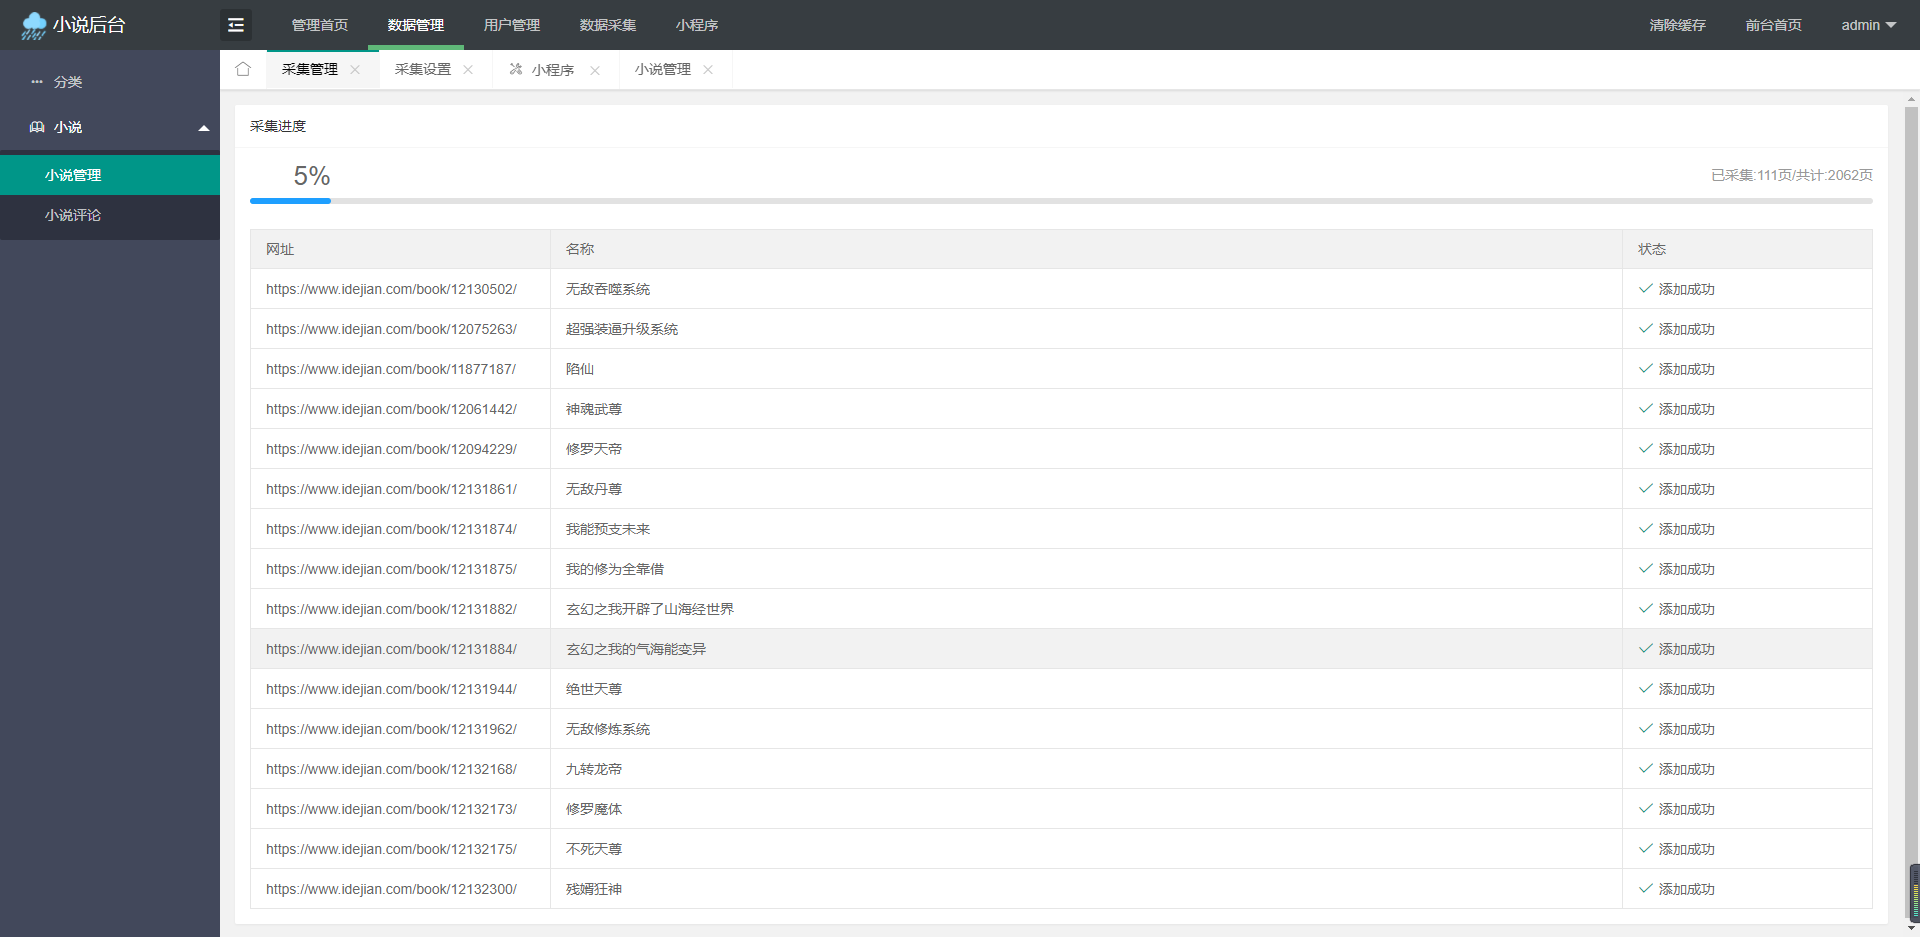 小说后台
管理首页 数据管理 用户管理 数据采集 小程序 清除缓存 前台首页 admin
采集管理 采集设置 小程序 小说管理
分类
小说
小说管理
小说评论
采集进度
5% 已采集:111页/共计:2062页
网址 名称 状态
https://www.idejian.com/book/12130502/ 无敌吞噬系统 添加成功
https://www.idejian.com/book/12075263/ 超强装逼升级系统 添加成功
https://www.idejian.com/book/11877187/ 陷仙 添加成功
https://www.idejian.com/book/12061442/ 神魂武尊 添加成功
https://www.idejian.com/book/12094229/ 修罗天帝 添加成功
https://www.idejian.com/book/12131861/ 无敌丹尊 添加成功
https://www.idejian.com/book/12131874/ 我能预支未来 添加成功
https://www.idejian.com/book/12131875/ 我的修为全靠借 添加成功
https://www.idejian.com/book/12131882/ 玄幻之我开辟了山海经世界 添加成功
https://www.idejian.com/book/12131884/ 玄幻之我的气海能变异 添加成功
https://www.idejian.com/book/12131944/ 绝世天尊 添加成功
https://www.idejian.com/book/12131962/ 无敌修炼系统 添加成功
https://www.idejian.com/book/12132168/ 九转龙帝 添加成功
https://www.idejian.com/book/12132173/ 修罗魔体 添加成功
https://www.idejian.com/book/12132175/ 不死天尊 添加成功
https://www.idejian.com/book/12132300/ 残婿狂神 添加成功